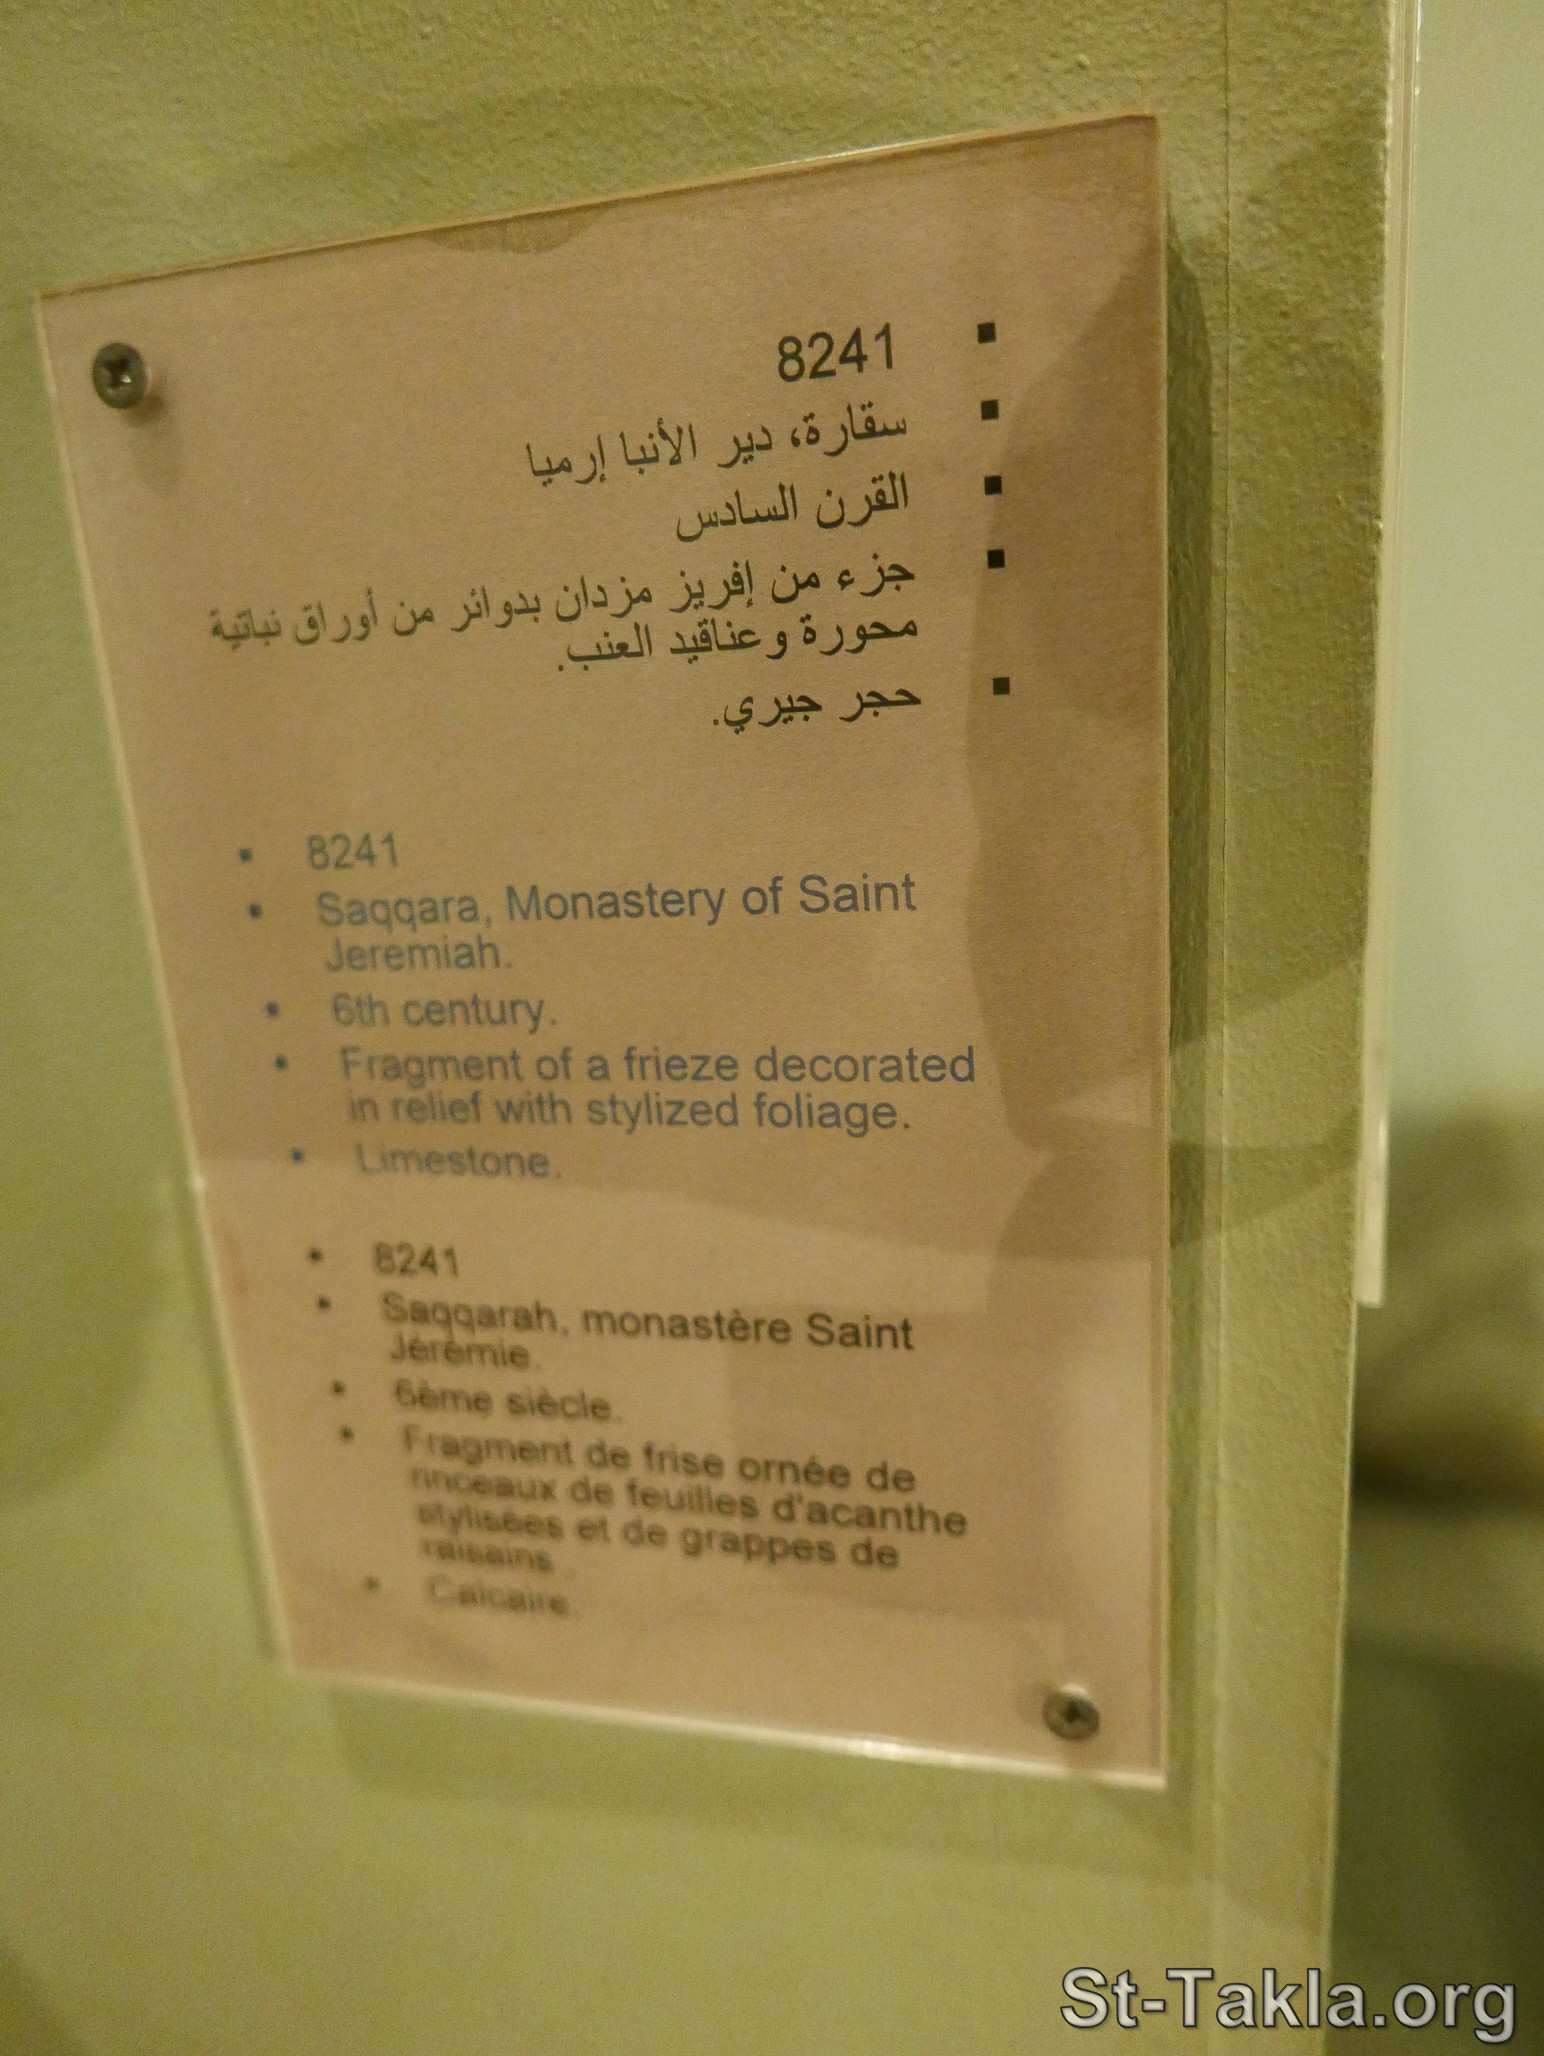 ▪ 8241
▪ سقارة، دير الأنبا إرميا
▪ القرن السادس
▪ جزء من إفريز مزدان بدوائر من أوراق نباتية
محورة وعناقيد العنب.
▪ حجر جيري.
• 8241
• Saqqara, Monastery of Saint
Jeremiah.
• 6th century.
• Fragment of a frieze decorated
in relief with stylized foliage.
• Limestone.
• 8241
• Saqqarah, monastère Saint
Jérémie.
• 6ème siècle.
• Fragment de frise ornée de
rinceaux de feuilles d'acanthe
stylisées et de grappes de
raisains
• Calcaire.
St-Takla.org